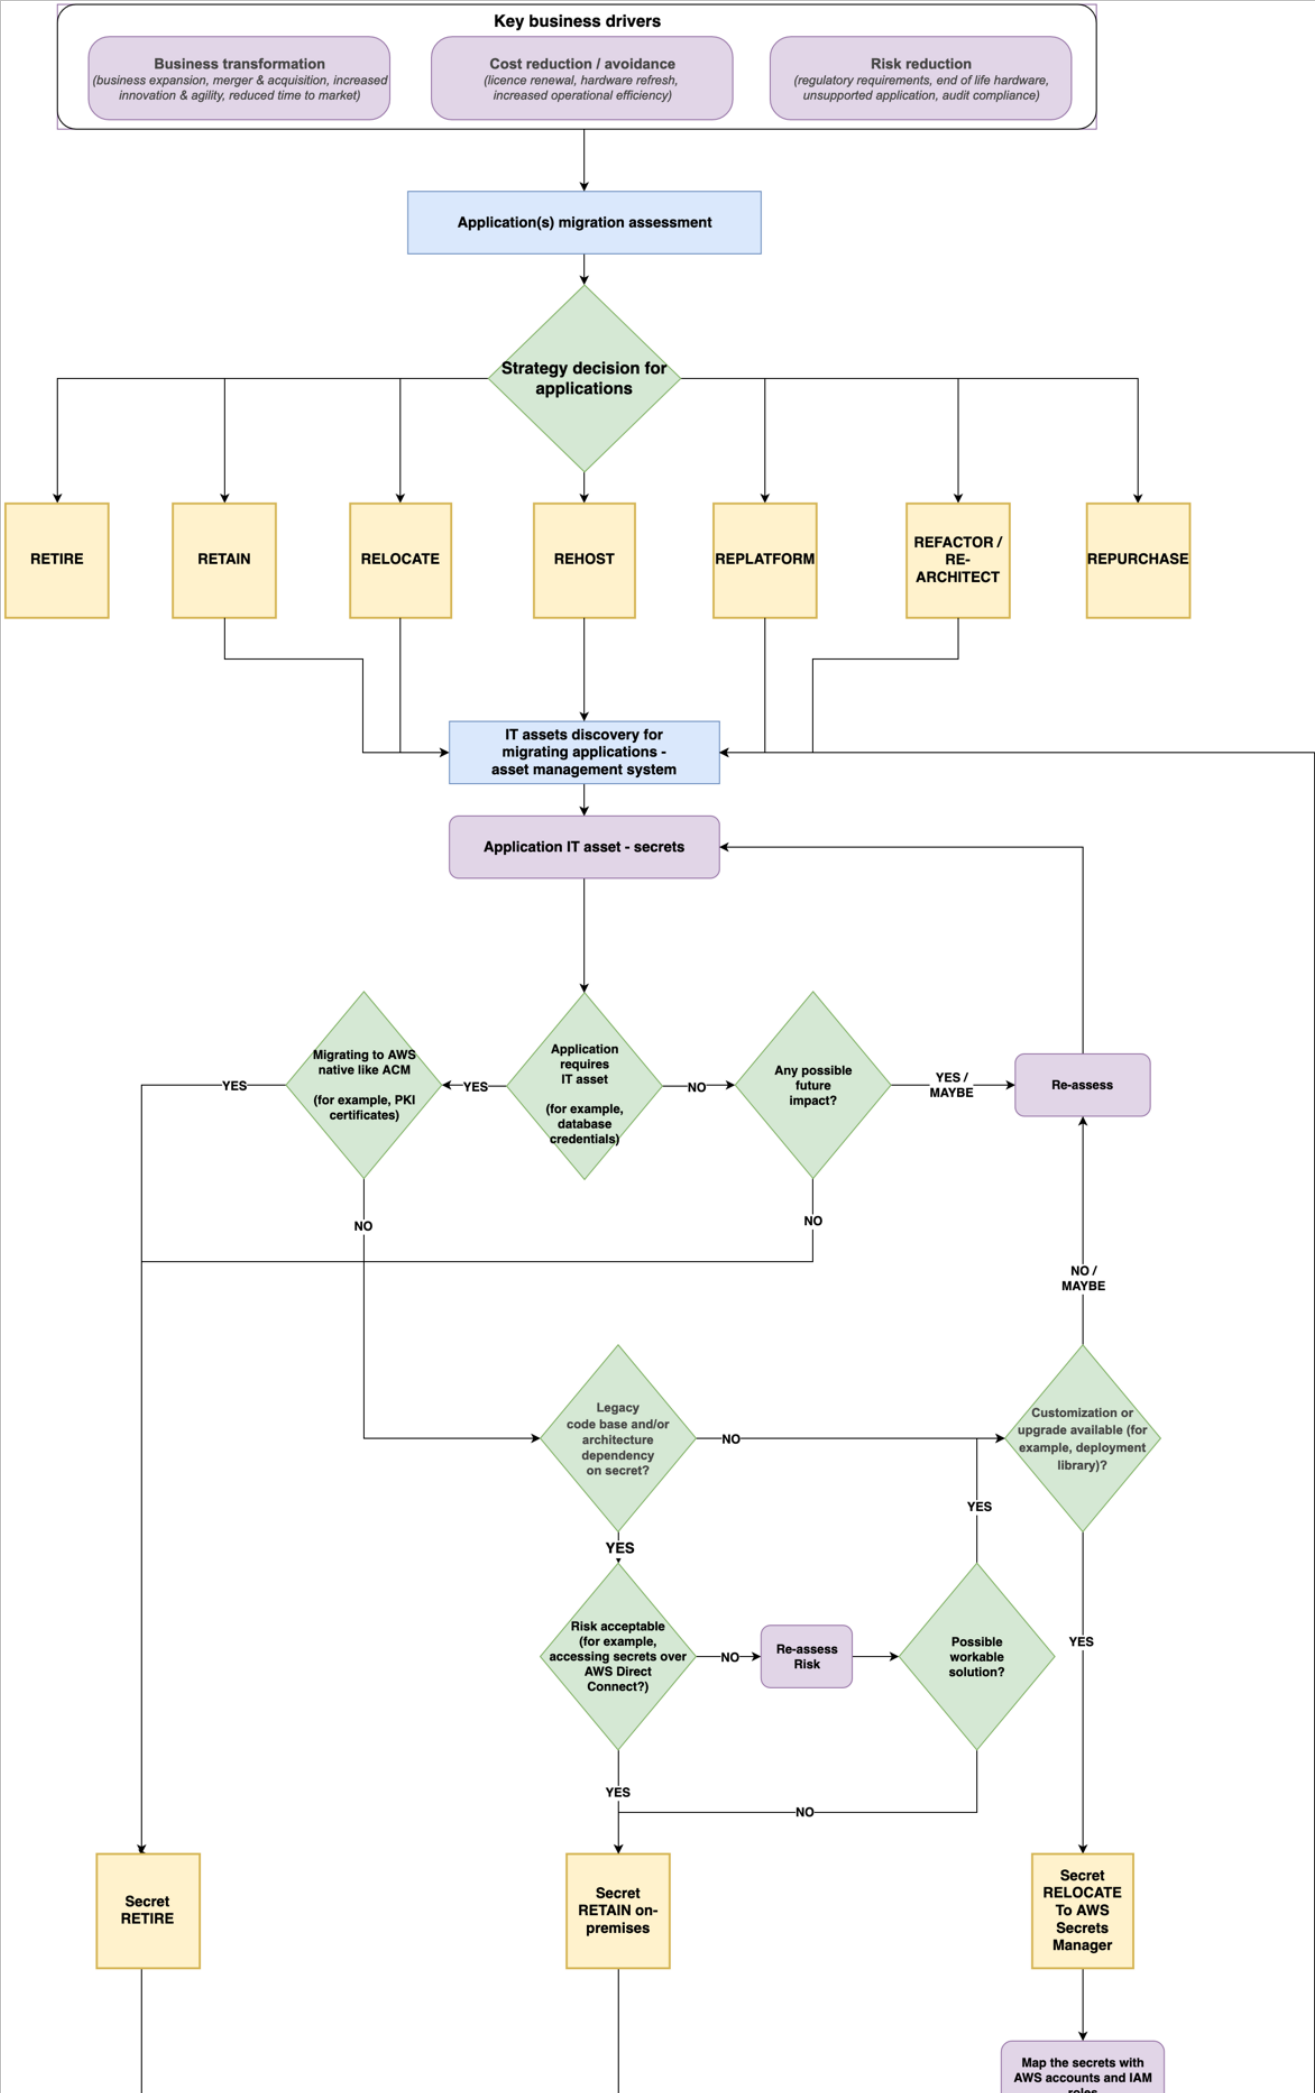 Key business drivers
Business transformation
(business expansion, merger & acquisition, increased
innovation & agility, reduced time to market)
Cost reduction / avoidance
(licence renewal, hardware refresh,
increased operational efficiency)
Risk reduction
(regulatory requirements, end of life hardware,
unsupported application, audit compliance)
Application(s) migration assessment
Strategy decision for
applications
RETIRE
RETAIN
RELOCATE
REHOST
REPLATFORM
REFACTOR /
RE-
ARCHITECT
REPURCHASE
IT assets discovery for
migrating applications -
asset management system
Application IT asset - secrets
Migrating to AWS
native like ACM
(for example, PKI
certificates)
Application
requires
IT asset
(for example,
database
credentials)
Any possible
future
impact?
Re-assess
YES
YES
NO
YES /
MAYBE
NO
NO
NO /
MAYBE
Legacy
code base and/or
architecture
dependency
on secret?
NO
Customization or
upgrade available (for
example, deployment
library)?
YES
YES
Risk acceptable
(for example,
accessing secrets over
AWS Direct
Connect?)
NO
Re-assess
Risk
Possible
workable
solution?
YES
YES
NO
Secret
RETIRE
Secret
RETAIN on-
premises
Secret
RELOCATE
To AWS
Secrets
Manager
Map the secrets with
AWS accounts and IAM
roles